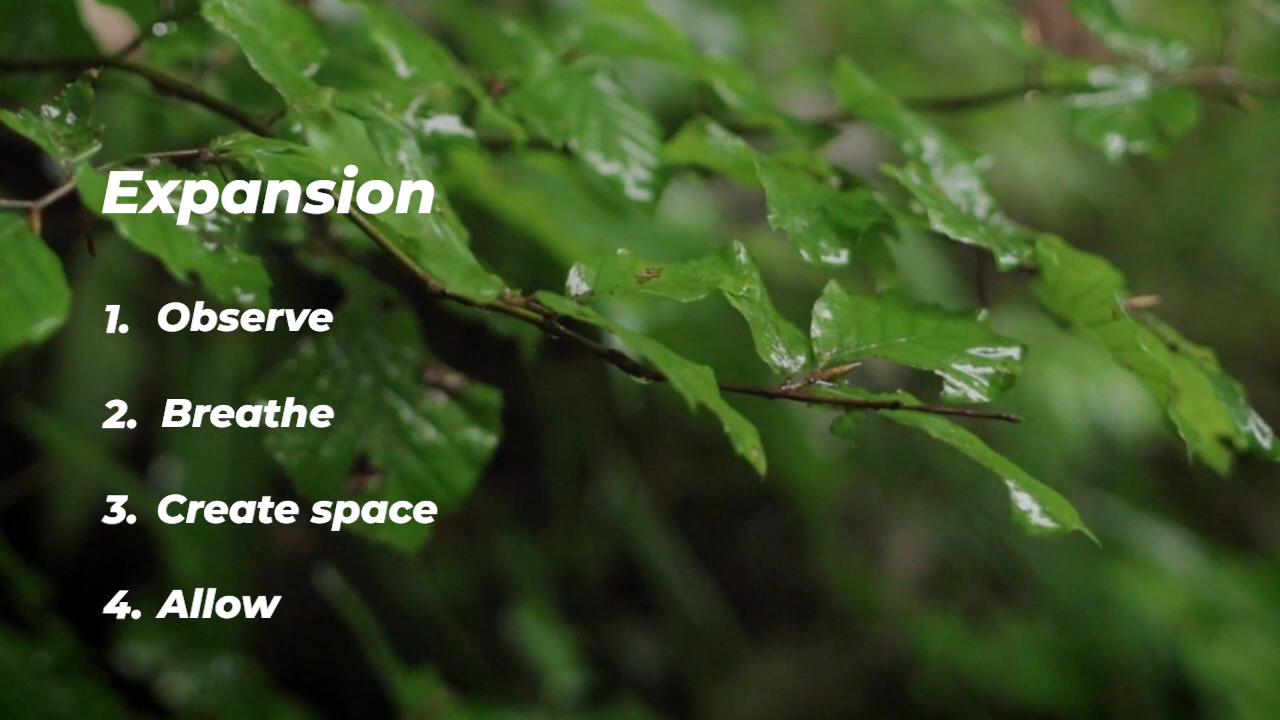 Expansion
1. Observe
2. Breathe
3. Create space
4. Allow